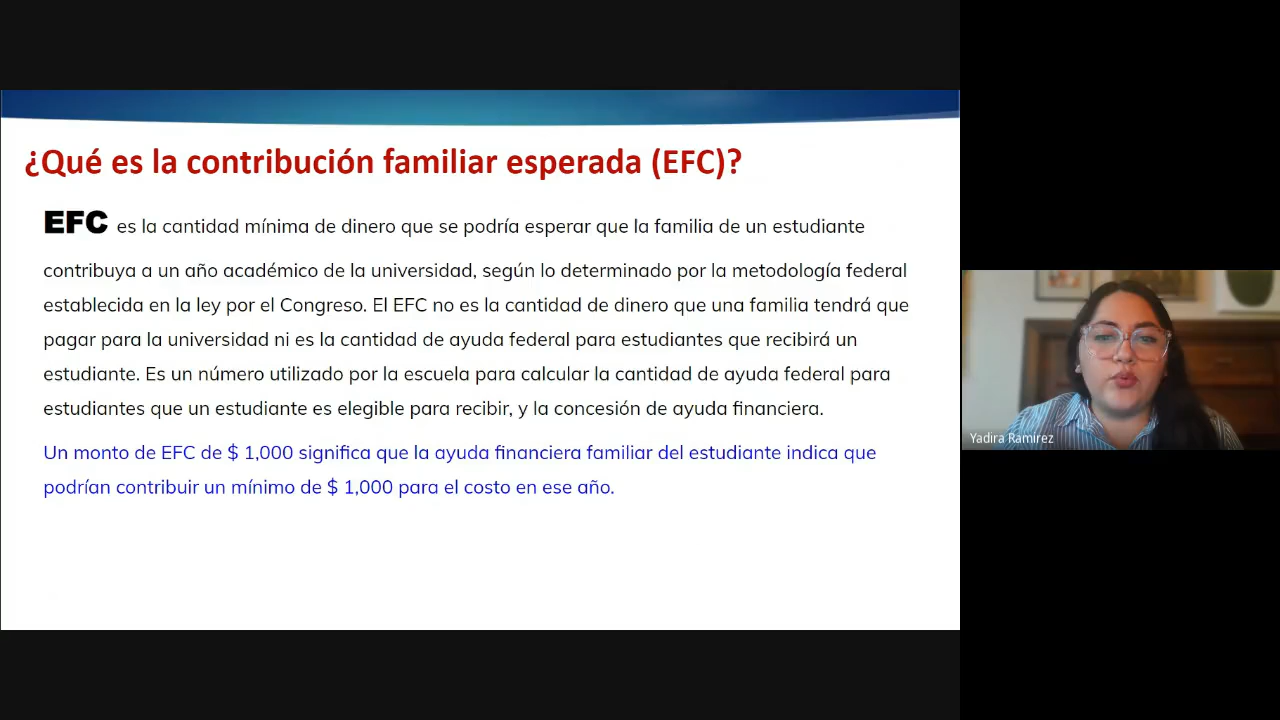 ¿Qué es la contribución familiar esperada (EFC)?
EFC es la cantidad mínima de dinero que se podría esperar que la familia de un estudiante
contribuya a un año académico de la universidad, según lo determinado por la metodología federal
establecida en la ley por el Congreso. El EFC no es la cantidad de dinero que una familia tendrá que
pagar para la universidad ni es la cantidad de ayuda federal para estudiantes que recibirá un
estudiante. Es un número utilizado por la escuela para calcular la cantidad de ayuda federal para
estudiantes que un estudiante es elegible para recibir, y la concesión de ayuda financiera.
Un monto de EFC de $ 1,000 significa que la ayuda financiera familiar del estudiante indica que
podrían contribuir un mínimo de $ 1,000 para el costo en ese año.
Yadira Ramirez